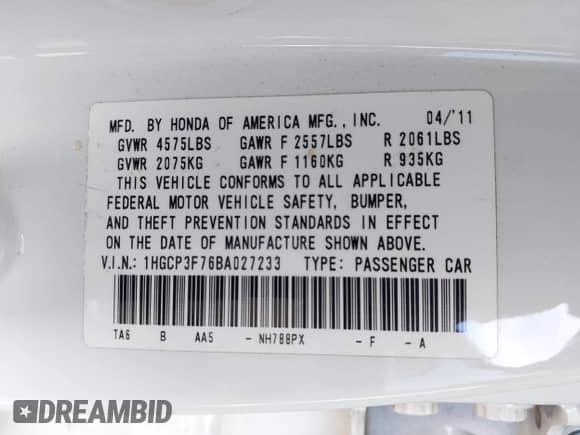 MFD. BY HONDA OF AMERICA MFG., INC. 04/'11
GVWR 4575LBS GAWR F 2557LBS R 2061LBS
GVWR 2075KG GAWR F 1160KG R 935KG
THIS VEHICLE CONFORMS TO ALL APPLICABLE
FEDERAL MOTOR VEHICLE SAFETY, BUMPER,
AND THEFT PREVENTION STANDARDS IN EFFECT
ON THE DATE OF MANUFACTURE SHOWN ABOVE.
V.I.N.: 1HGCP3F76BA027233 TYPE: PASSENGER CAR
TA6 B AA5 - NH788PX - F - A
DREAMBID